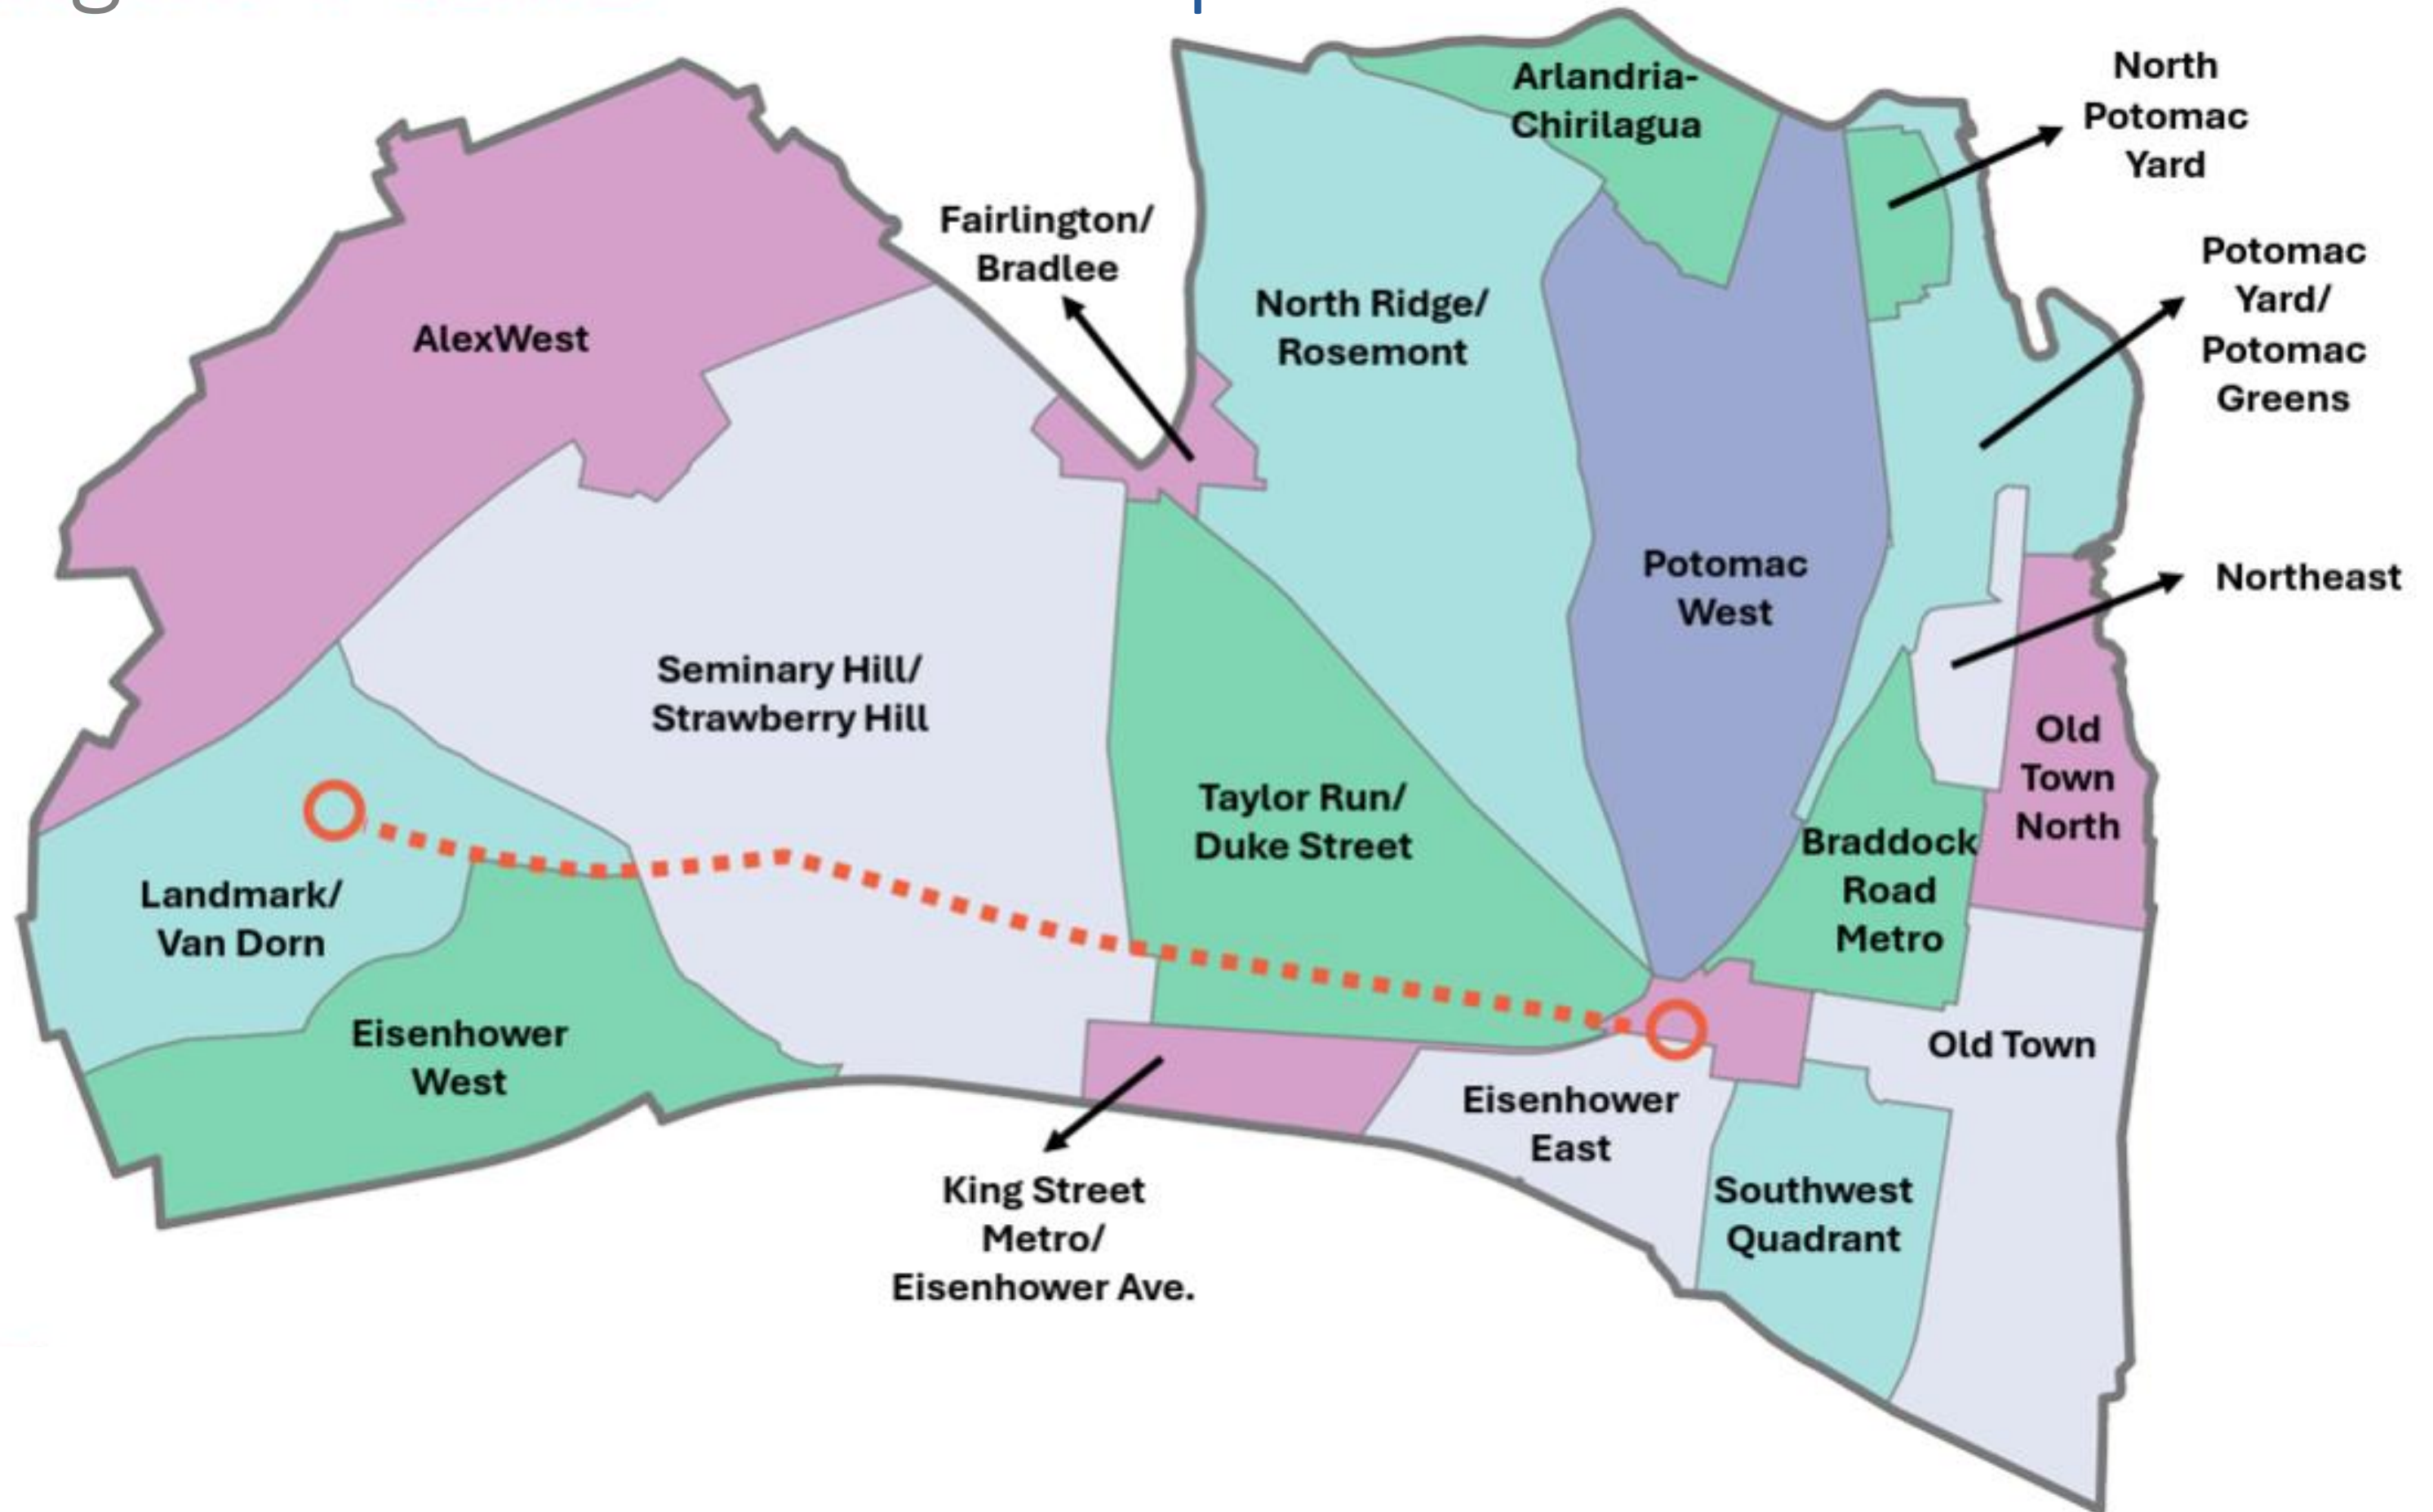 Arlandria-
Chirilagua
North
Potomac
Yard
Fairlington/
Bradlee
Potomac
Yard/
Potomac
Greens
AlexWest
North Ridge/
Rosemont
Potomac
West
Northeast
Seminary Hill/
Strawberry Hill
Old
Town
North
Taylor Run/
Duke Street
Braddock
Road
Metro
Landmark/
Van Dorn
Eisenhower
West
Old Town
Eisenhower
East
King Street
Metro/
Eisenhower Ave.
Southwest
Quadrant